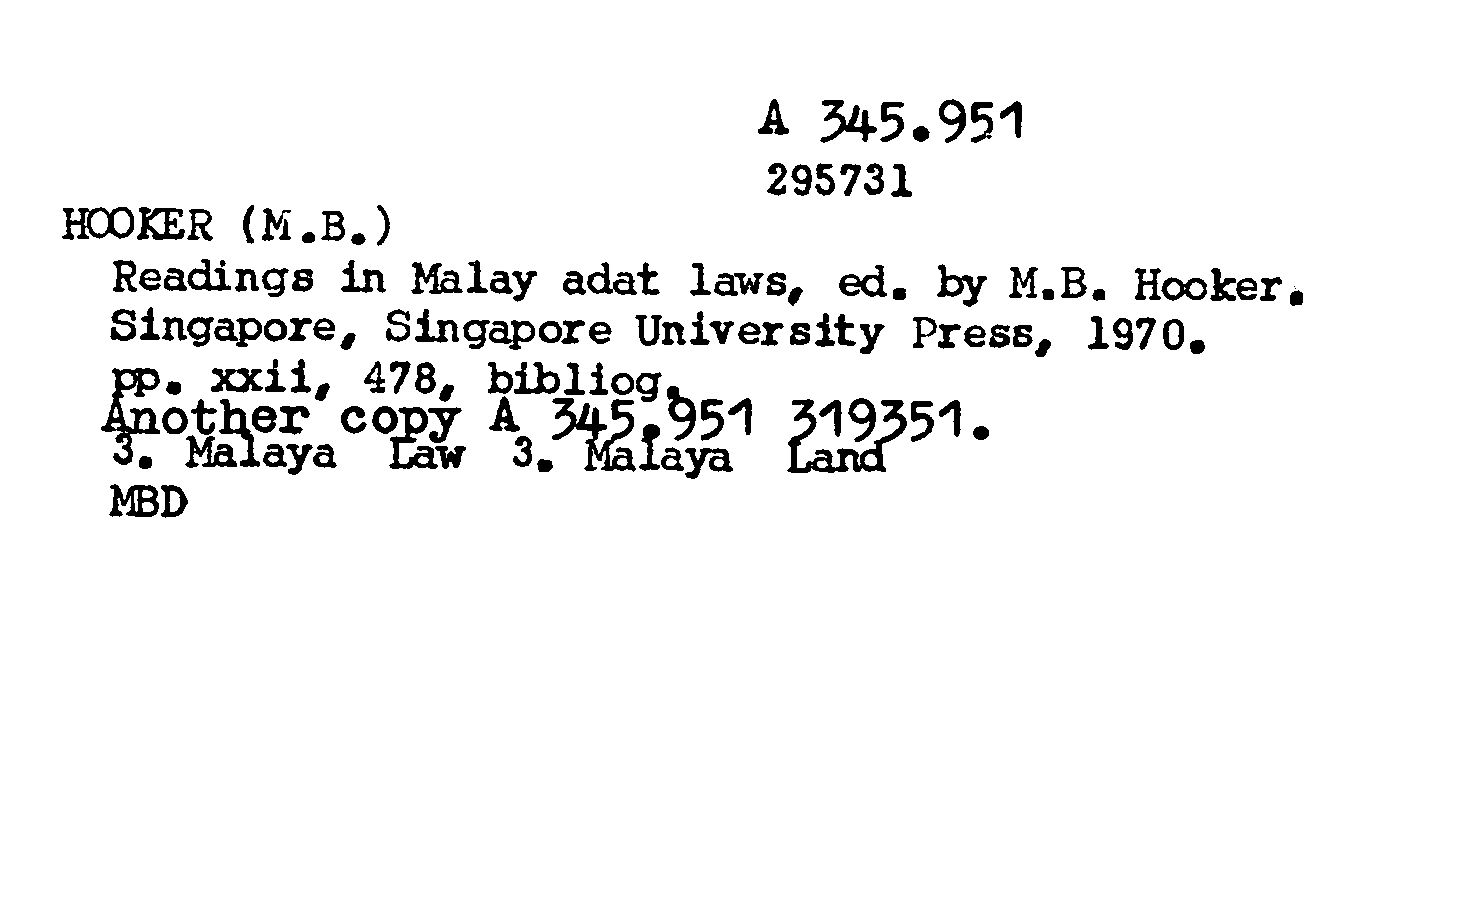 A 345.951
295731
HOOKER (M.B.)
Readings in Malay adat laws, ed. by M.B. Hooker.
Singapore, Singapore University Press, 1970.
pp. xxii, 478, bibliog.
Another copy A 345.951 319351.
3. Malaya Law 3. Malaya Land
MBD